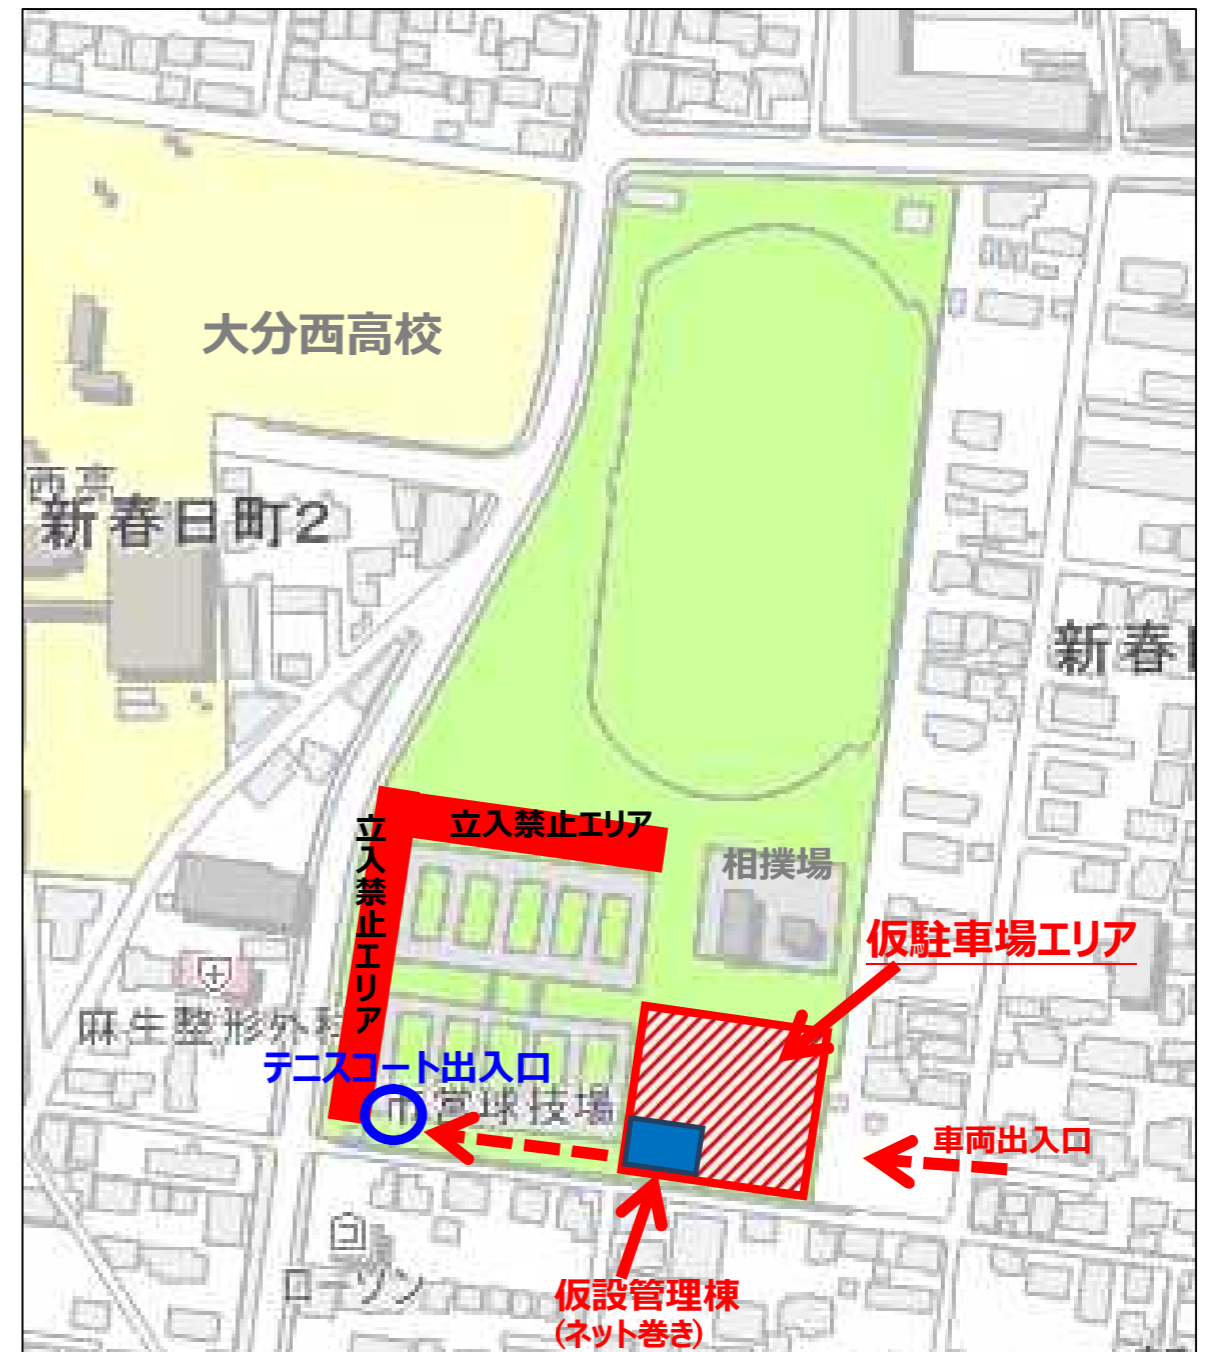 大分西高校
西高
新春日町2
新春
立入禁止エリア
立入禁止エリア
相撲場
仮駐車場エリア
麻生整形外科
テニスコート出入口
市営球技場
車両出入口
ローソン
仮設管理棟
(ネット巻き)